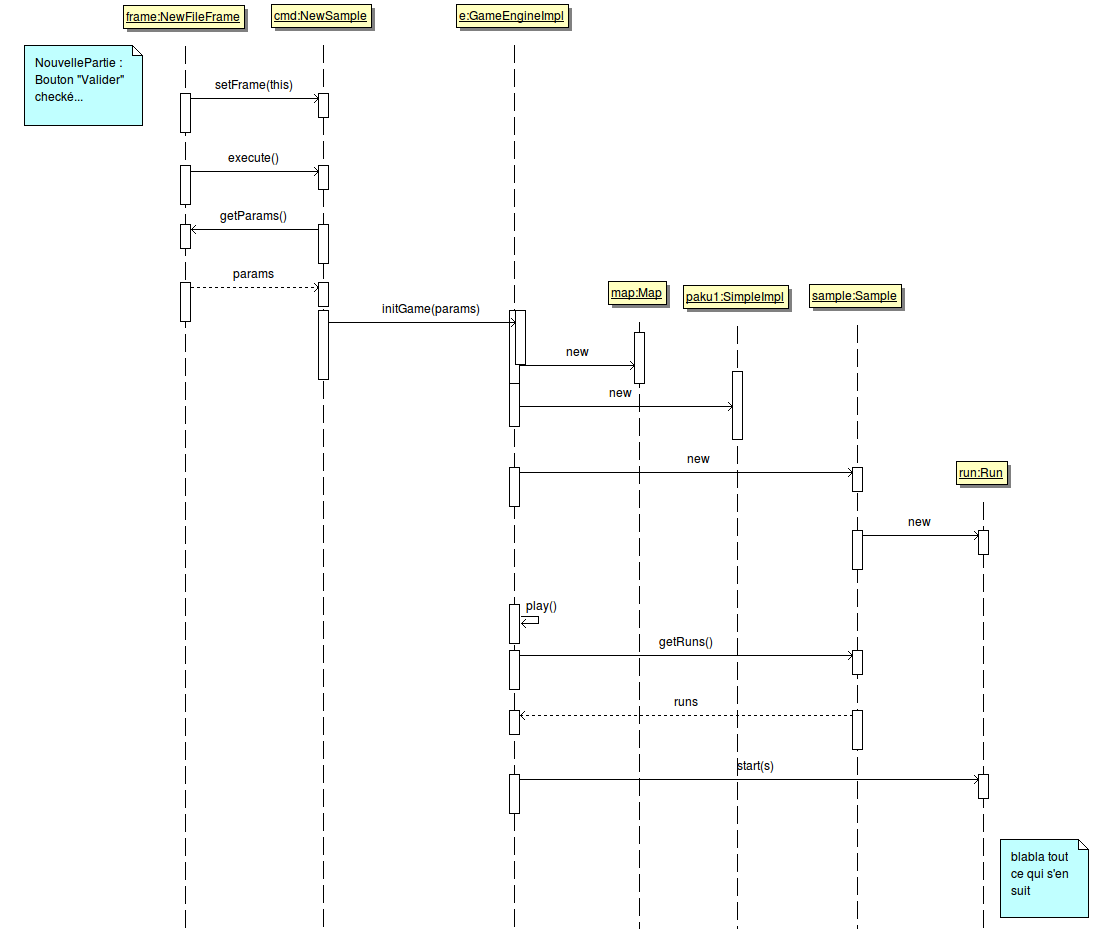 frame:NewFileFrame
cmd:NewSample
e:GameEngineImpl
NouvellePartie :
Bouton "Valider"
checké...
setFrame(this)
execute()
getParams()
params
map:Map
paku1:SimpleImpl
sample:Sample
initGame(params)
new
new
new
run:Run
new
play()
getRuns()
runs
start(s)
blabla tout
ce qui s'en
suit